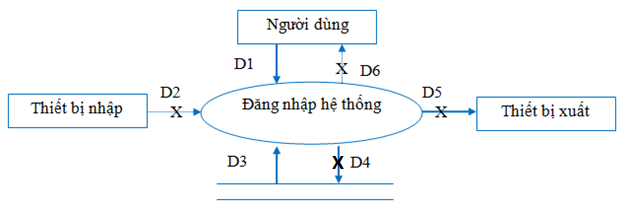 Người dùng
D1
X
D6
D2
X
D5
X
Thiết bị nhập
Đăng nhập hệ thống
Thiết bị xuất
D3
X
D4